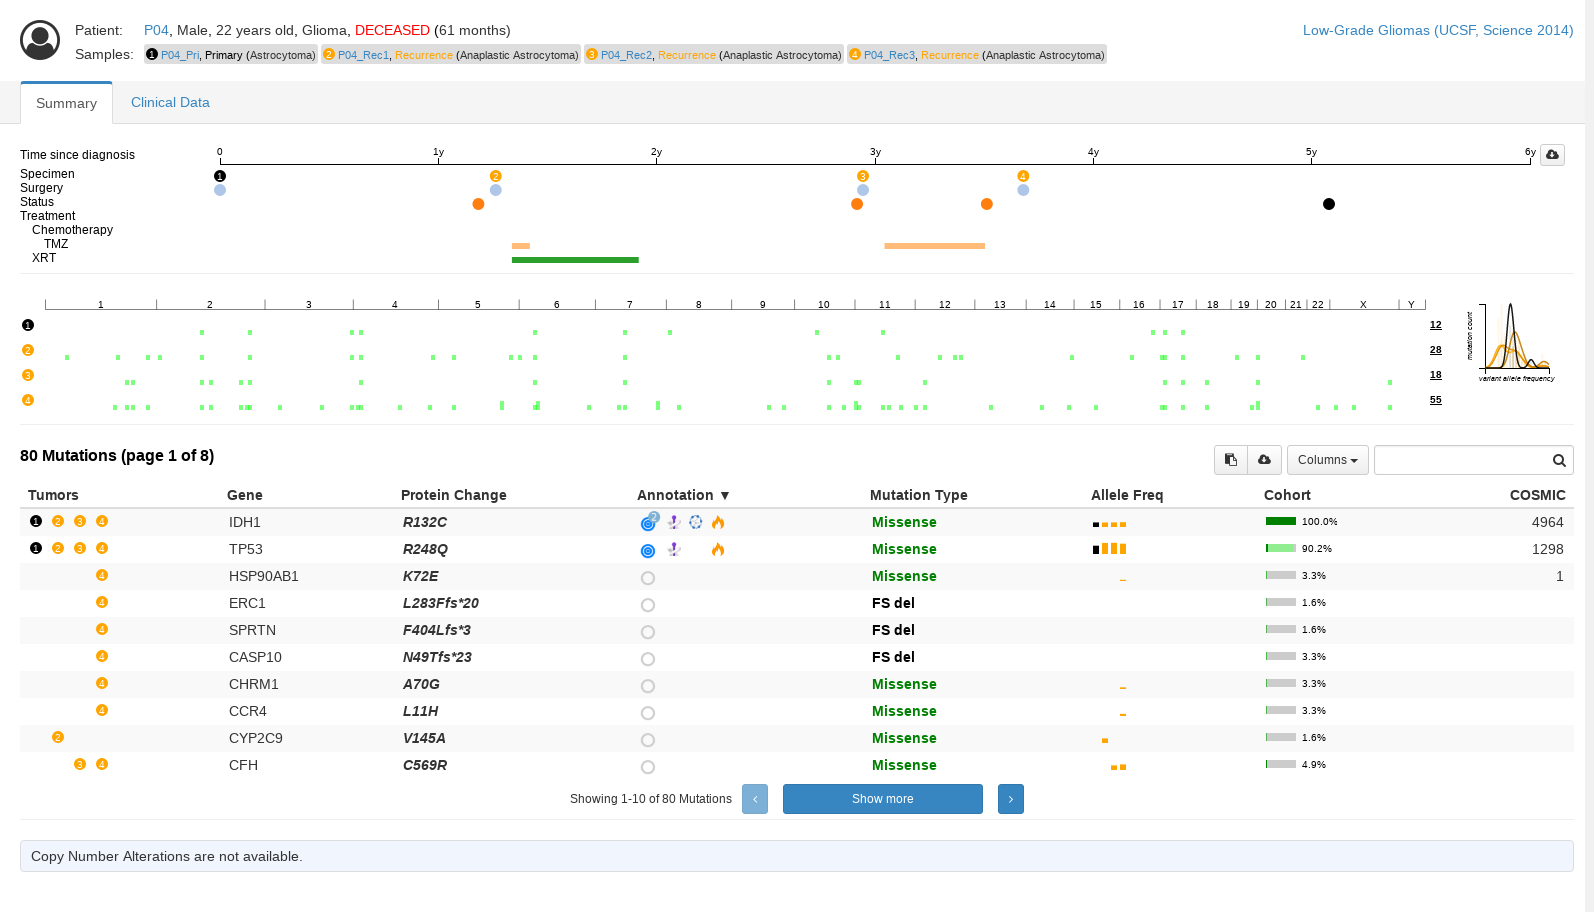 Patient: P04, Male, 22 years old, Glioma, DECEASED (61 months) Low-Grade Gliomas (UCSF, Science 2014)
Samples: 1 P04_Pri, Primary (Astrocytoma) 2 P04_Rec1, Recurrence (Anaplastic Astrocytoma) 3 P04_Rec2, Recurrence (Anaplastic Astrocytoma) 4 P04_Rec3, Recurrence (Anaplastic Astrocytoma)
Summary Clinical Data
Time since diagnosis 0 1y 2y 3y 4y 5y 6y
Specimen 1 2 3 4
Surgery
Status
Treatment
Chemotherapy
TMZ
XRT
1 2 3 4 5 6 7 8 9 10 11 12 13 14 15 16 17 18 19 20 21 22 X Y
1 12
2 28
3 18
4 55
mutation count
variant allele frequency
80 Mutations (page 1 of 8) Columns
Tumors Gene Protein Change Annotation ▼ Mutation Type Allele Freq Cohort COSMIC
1 2 3 4 IDH1 R132C 2 Missense 100.0% 4964
1 2 3 4 TP53 R248Q Missense 90.2% 1298
4 HSP90AB1 K72E Missense 3.3% 1
4 ERC1 L283Ffs*20 FS del 1.6%
4 SPRTN F404Lfs*3 FS del 1.6%
4 CASP10 N49Tfs*23 FS del 3.3%
4 CHRM1 A70G Missense 3.3%
4 CCR4 L11H Missense 3.3%
2 CYP2C9 V145A Missense 1.6%
3 4 CFH C569R Missense 4.9%
Showing 1-10 of 80 Mutations ‹ Show more ›
Copy Number Alterations are not available.